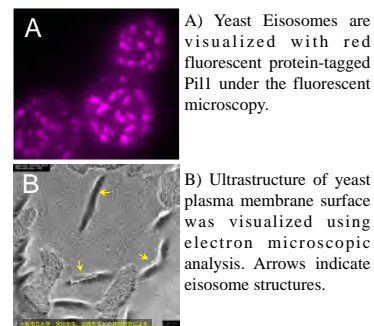 A
A) Yeast Eisosomes are
visualized with red
fluorescent protein-tagged
Pil1 under the fluorescent
microscopy.
B
B) Ultrastructure of yeast
plasma membrane surface
was visualized using
electron microscopic
analysis. Arrows indicate
eisosome structures.